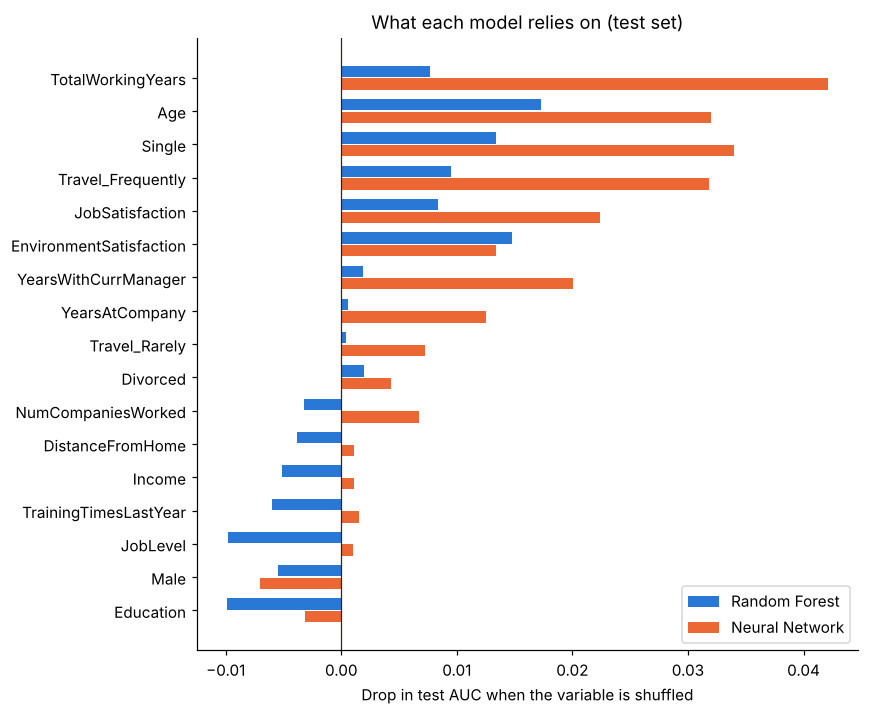 What each model relies on (test set)
TotalWorkingYears
Age
Single
Travel_Frequently
JobSatisfaction
EnvironmentSatisfaction
YearsWithCurrManager
YearsAtCompany
Travel_Rarely
Divorced
NumCompaniesWorked
DistanceFromHome
Income
TrainingTimesLastYear
JobLevel
Male
Education
Random Forest
Neural Network
−0.01 0.00 0.01 0.02 0.03 0.04
Drop in test AUC when the variable is shuffled